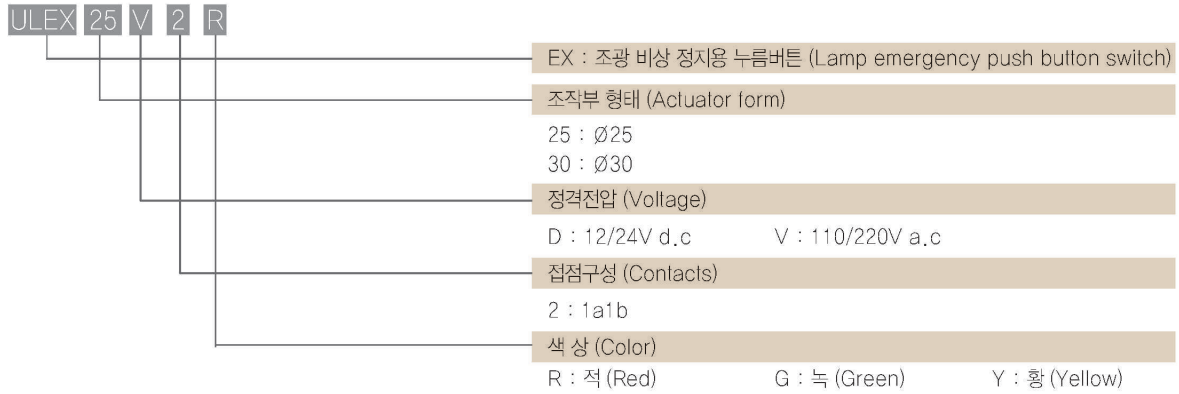 ULEX 25 V 2 R
EX : 조광 비상 정지용 누름버튼 (Lamp emergency push button switch)
조작부 형태 (Actuator form)
25 : Ø25
30 : Ø30
정격전압 (Voltage)
D : 12/24V d.c V : 110/220V a.c
접점구성 (Contacts)
2 : 1a1b
색 상 (Color)
R : 적 (Red) G : 녹 (Green) Y : 황 (Yellow)